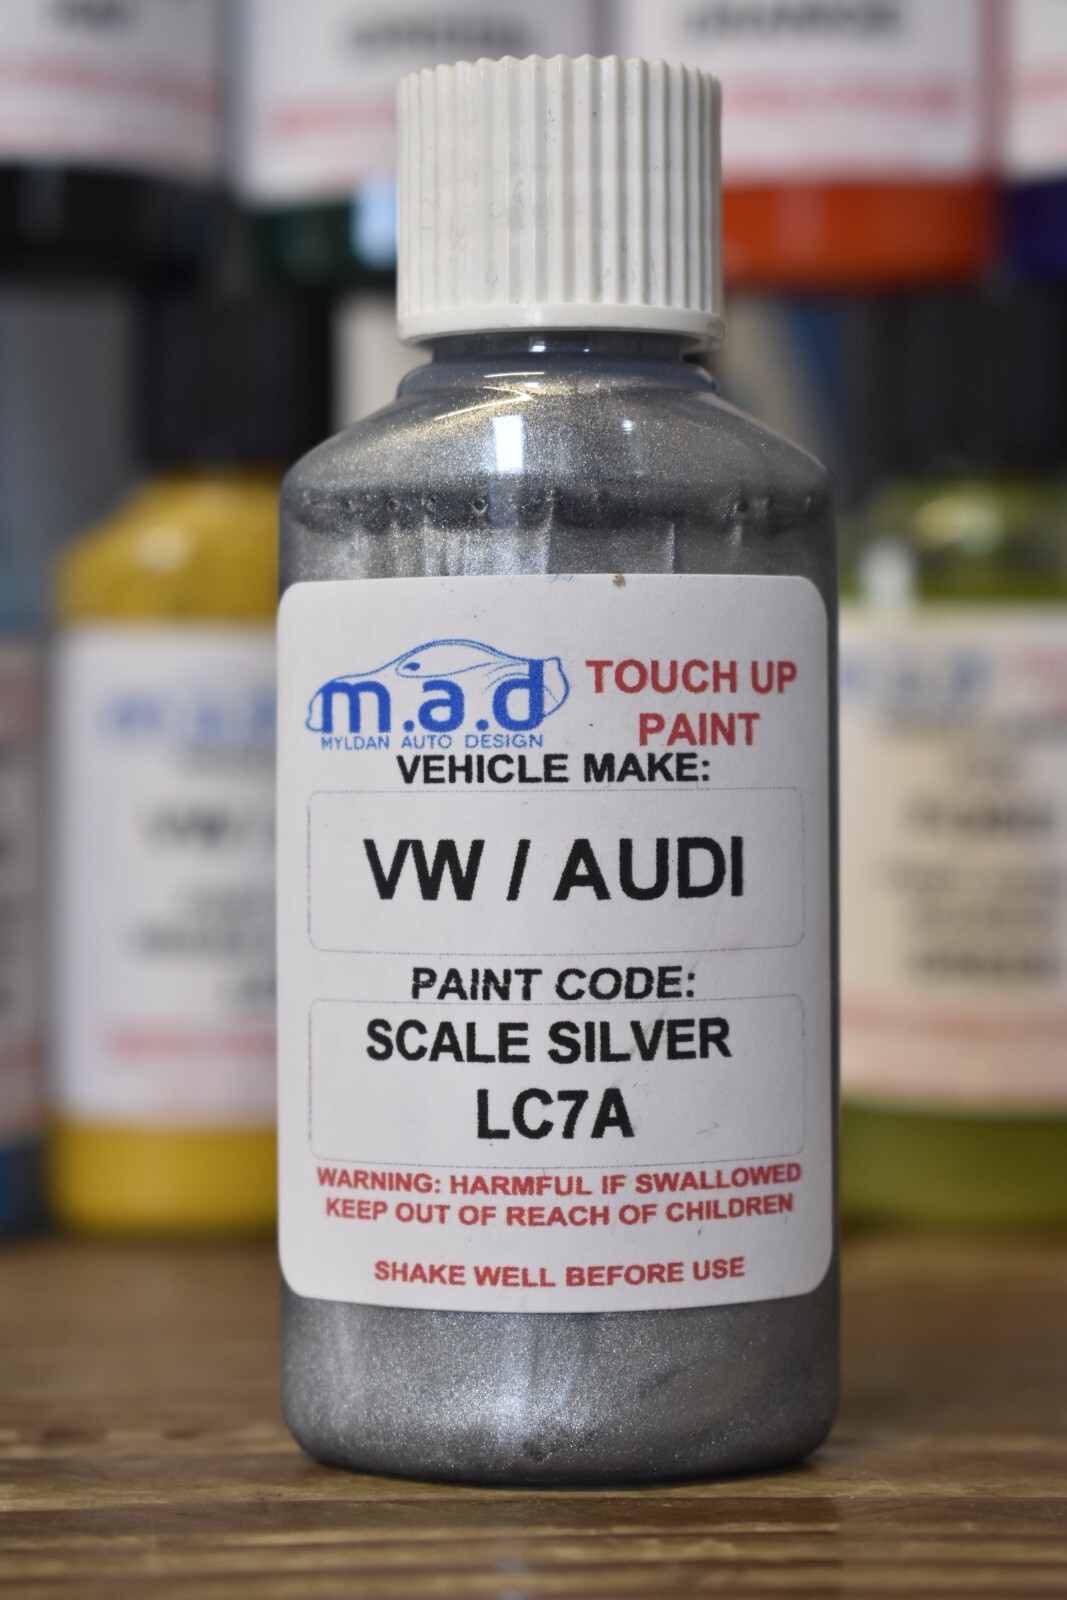 m.a.d
MYLDAN AUTO DESIGN
TOUCH UP
PAINT
VEHICLE MAKE:
VW / AUDI
PAINT CODE:
SCALE SILVER
LC7A
WARNING: HARMFUL IF SWALLOWED
KEEP OUT OF REACH OF CHILDREN
SHAKE WELL BEFORE USE